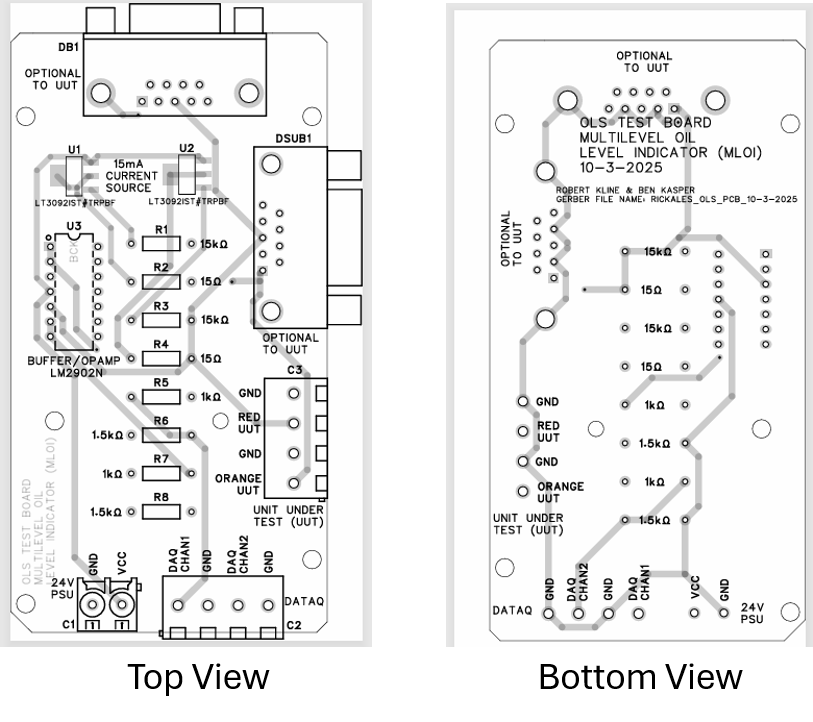 DB1
OPTIONAL
TO UUT
DSUB1
U1
U2
15mA
CURRENT
SOURCE
LT3092IST#TRPBF
LT3092IST#TRPBF
U3
BCK
R1
15kΩ
R2
15Ω
R3
15kΩ
R4
15Ω
OPTIONAL
TO UUT
BUFFER/OPAMP
LM2902N
C3
R5
1kΩ
GND
RED
UUT
GND
ORANGE
UUT
1.5kΩ
R6
1kΩ
R7
1.5kΩ
R8
UNIT UNDER
TEST (UUT)
OLS TEST BOARD
MULTILEVEL OIL
LEVEL INDICATOR (MLOI)
24V
PSU
GND
VCC
C1
DAQ
CHAN1
GND
DAQ
CHAN2
GND
DATAQ
C2
Top View
OPTIONAL
TO UUT
OLS TEST BOARD
MULTILEVEL OIL
LEVEL INDICATOR (MLOI)
10-3-2025
ROBERT KLINE & BEN KASPER
GERBER FILE NAME: RICKALES_OLS_PCB_10-3-2025
OPTIONAL
TO UUT
15kΩ
15Ω
15kΩ
15Ω
1kΩ
1.5kΩ
1kΩ
1.5kΩ
GND
RED
UUT
GND
ORANGE
UUT
UNIT UNDER
TEST (UUT)
DATAQ
GND
DAQ
CHAN2
GND
DAQ
CHAN1
VCC
GND
24V
PSU
Bottom View